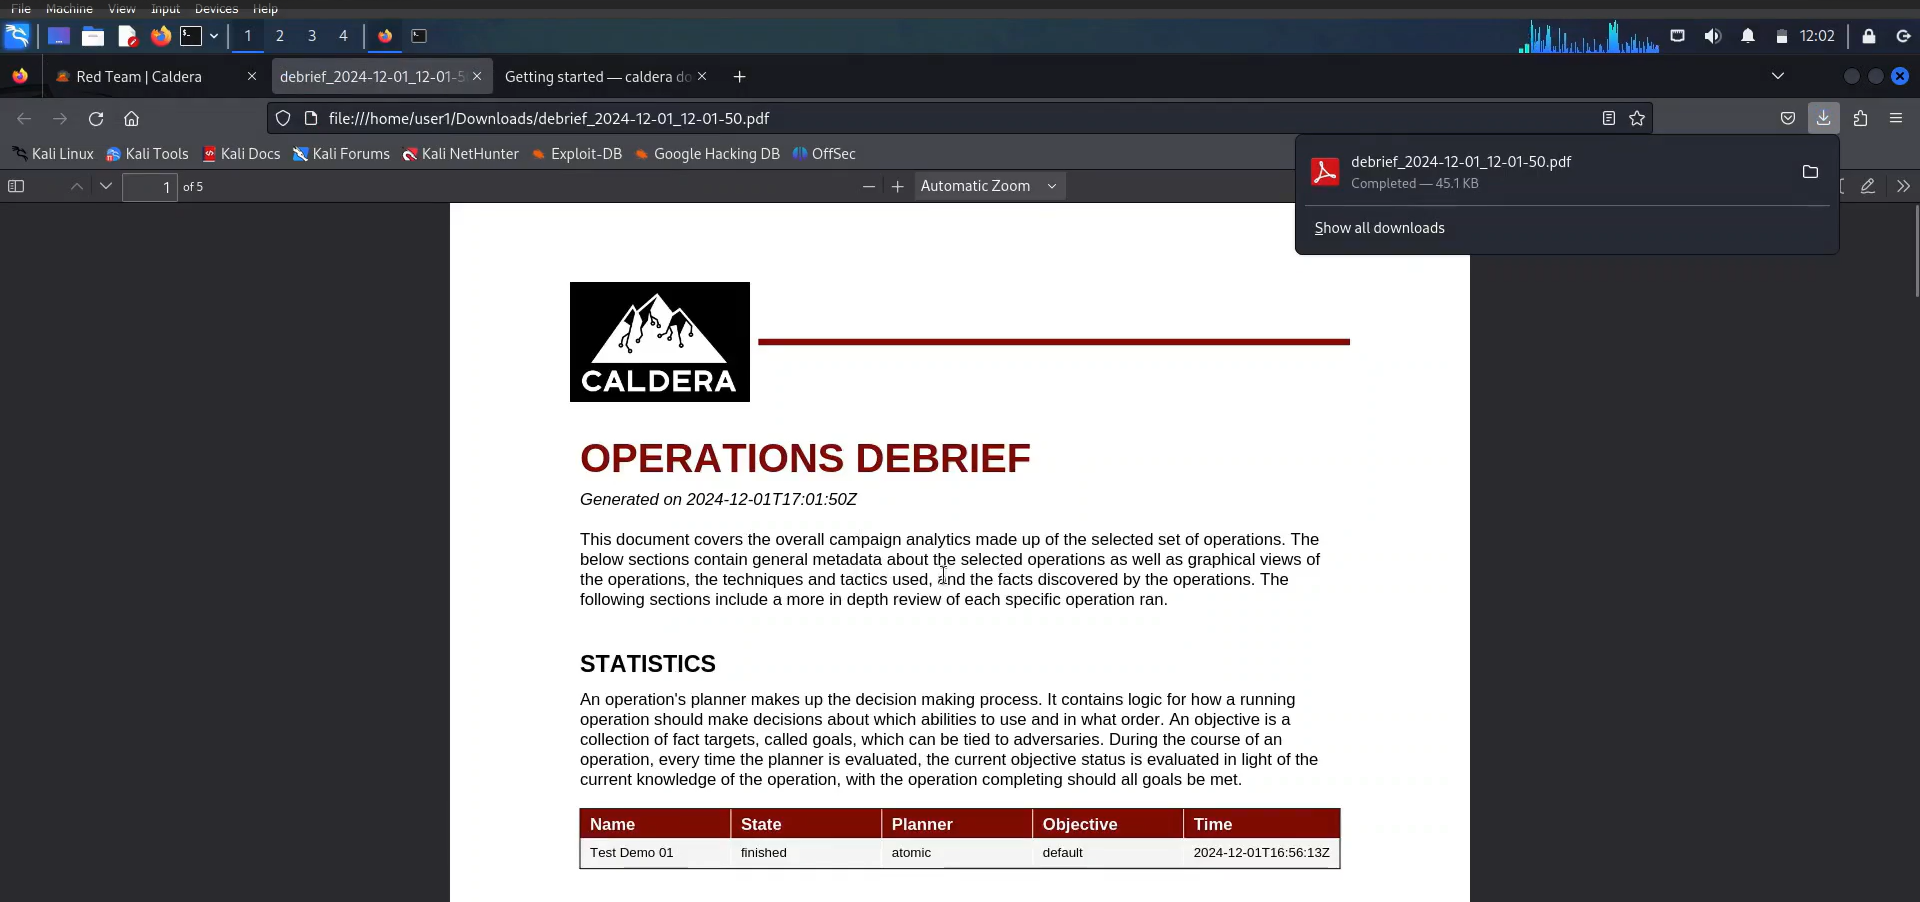 File Machine View Input Devices Help
1 2 3 4 12:02
Red Team | Caldera debrief_2024-12-01_12-01-5 Getting started — caldera do
file:///home/user1/Downloads/debrief_2024-12-01_12-01-50.pdf
Kali Linux Kali Tools Kali Docs Kali Forums Kali NetHunter Exploit-DB Google Hacking DB OffSec
debrief_2024-12-01_12-01-50.pdf
Completed — 45.1 KB
Show all downloads
1 of 5 Automatic Zoom
CALDERA
OPERATIONS DEBRIEF
Generated on 2024-12-01T17:01:50Z
This document covers the overall campaign analytics made up of the selected set of operations. The
below sections contain general metadata about the selected operations as well as graphical views of
the operations, the techniques and tactics used, and the facts discovered by the operations. The
following sections include a more in depth review of each specific operation ran.
STATISTICS
An operation's planner makes up the decision making process. It contains logic for how a running
operation should make decisions about which abilities to use and in what order. An objective is a
collection of fact targets, called goals, which can be tied to adversaries. During the course of an
operation, every time the planner is evaluated, the current objective status is evaluated in light of the
current knowledge of the operation, with the operation completing should all goals be met.
Name State Planner Objective Time
Test Demo 01 finished atomic default 2024-12-01T16:56:13Z